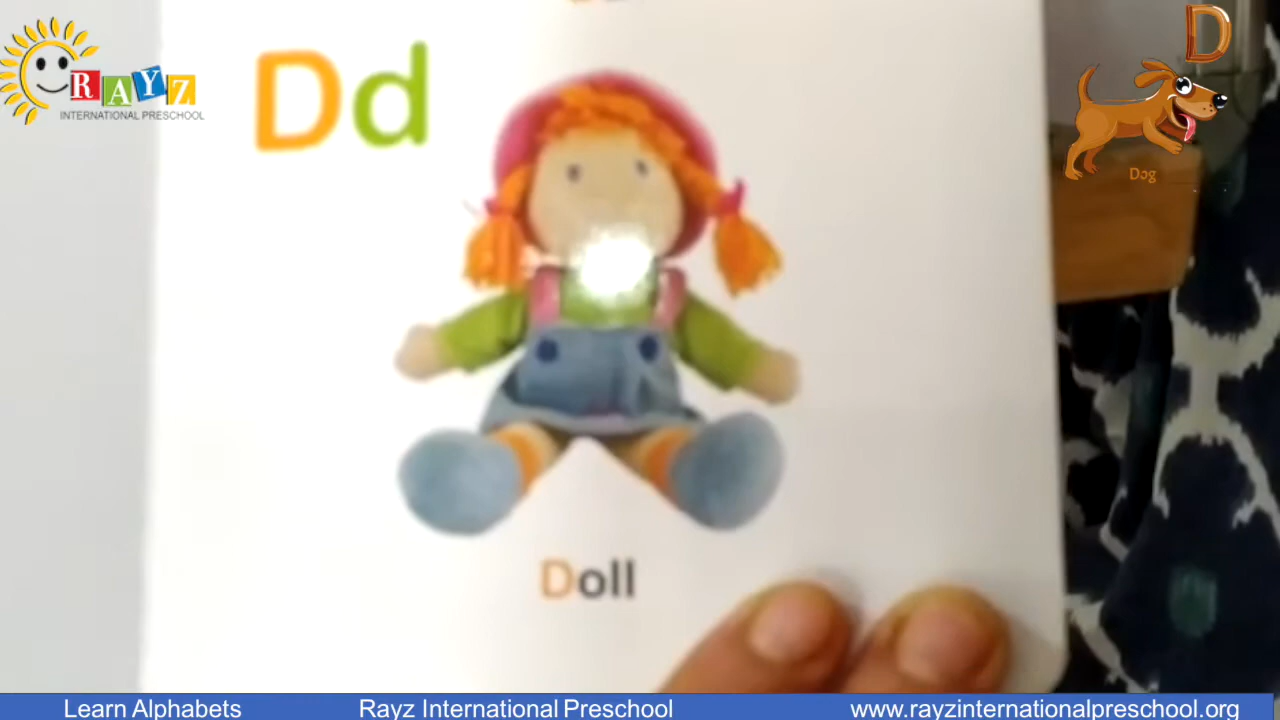 RAYZ
INTERNATIONAL PRESCHOOL
Dd
D
Dog
Doll
Learn Alphabets
Rayz International Preschool
www.rayzinternationalpreschool.org